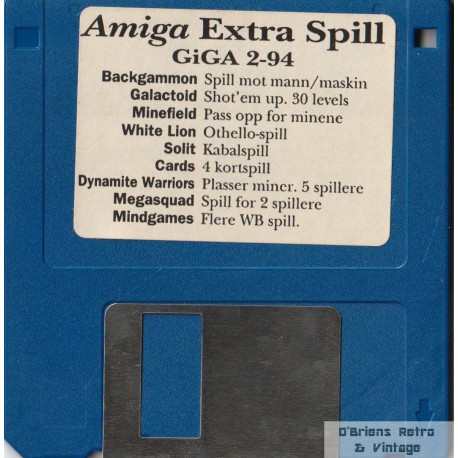 Amiga Extra Spill
GiGA 2-94
Backgammon Spill mot mann/maskin
Galactoid Shot'em up. 30 levels
Minefield Pass opp for minene
White Lion Othello-spill
Solit Kabalspill
Cards 4 kortspill
Dynamite Warriors Plasser miner. 5 spillere
Megasquad Spill for 2 spillere
Mindgames Flere WB spill.
O'Briens Retro
& Vintage